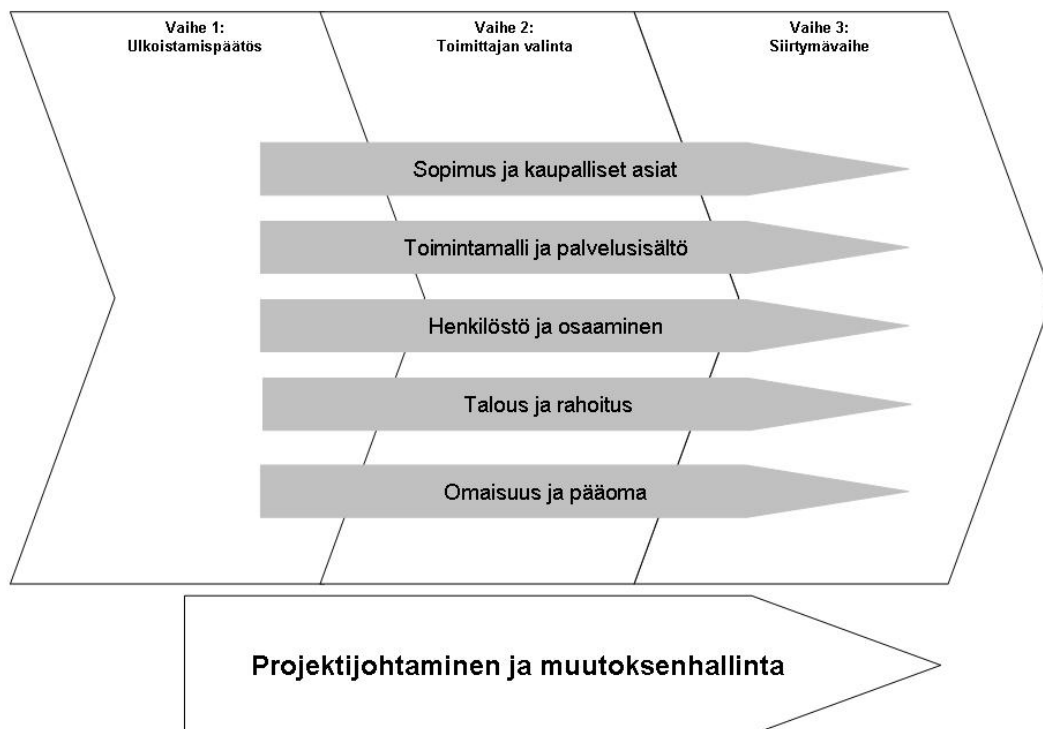 Vaihe 1:
Ulkoistamispäätös
Vaihe 2:
Toimittajan valinta
Vaihe 3:
Siirtymävaihe
Sopimus ja kaupalliset asiat
Toimintamalli ja palvelusisältö
Henkilöstö ja osaaminen
Talous ja rahoitus
Omaisuus ja pääoma
Projektijohtaminen ja muutoksenhallinta